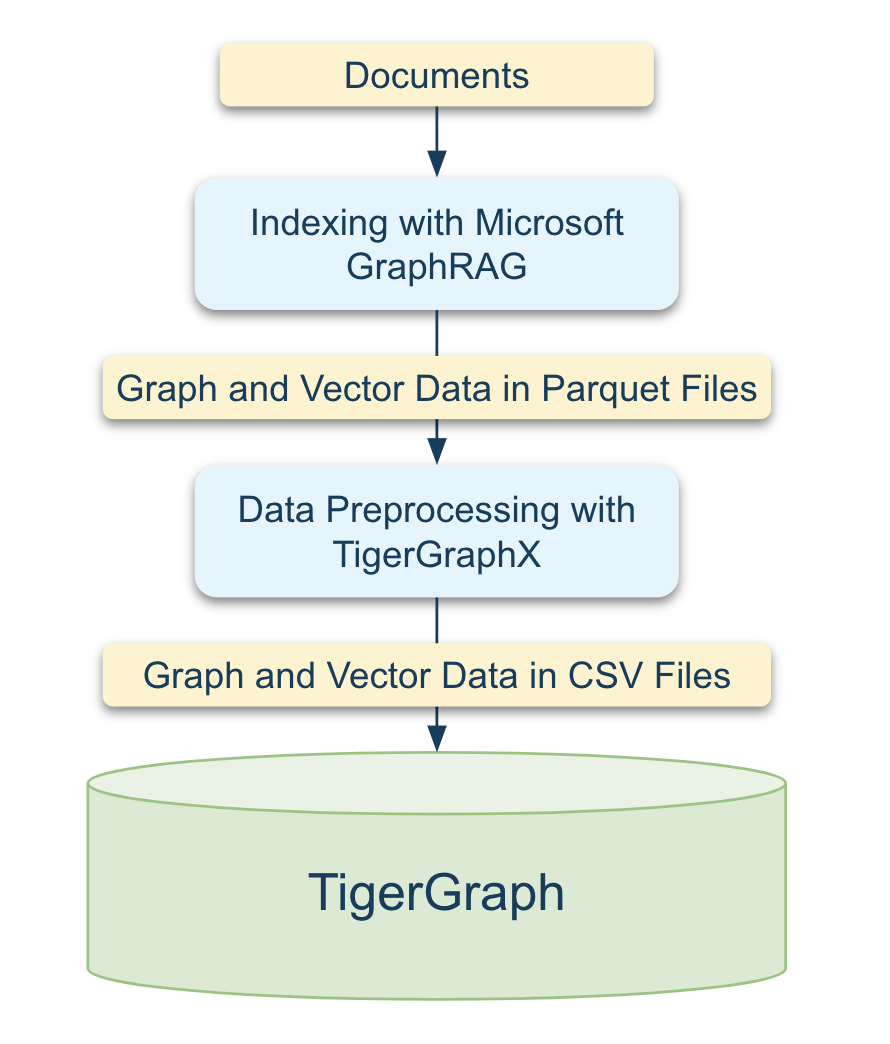 Documents
Indexing with Microsoft
GraphRAG
Graph and Vector Data in Parquet Files
Data Preprocessing with
TigerGraphX
Graph and Vector Data in CSV Files
TigerGraph